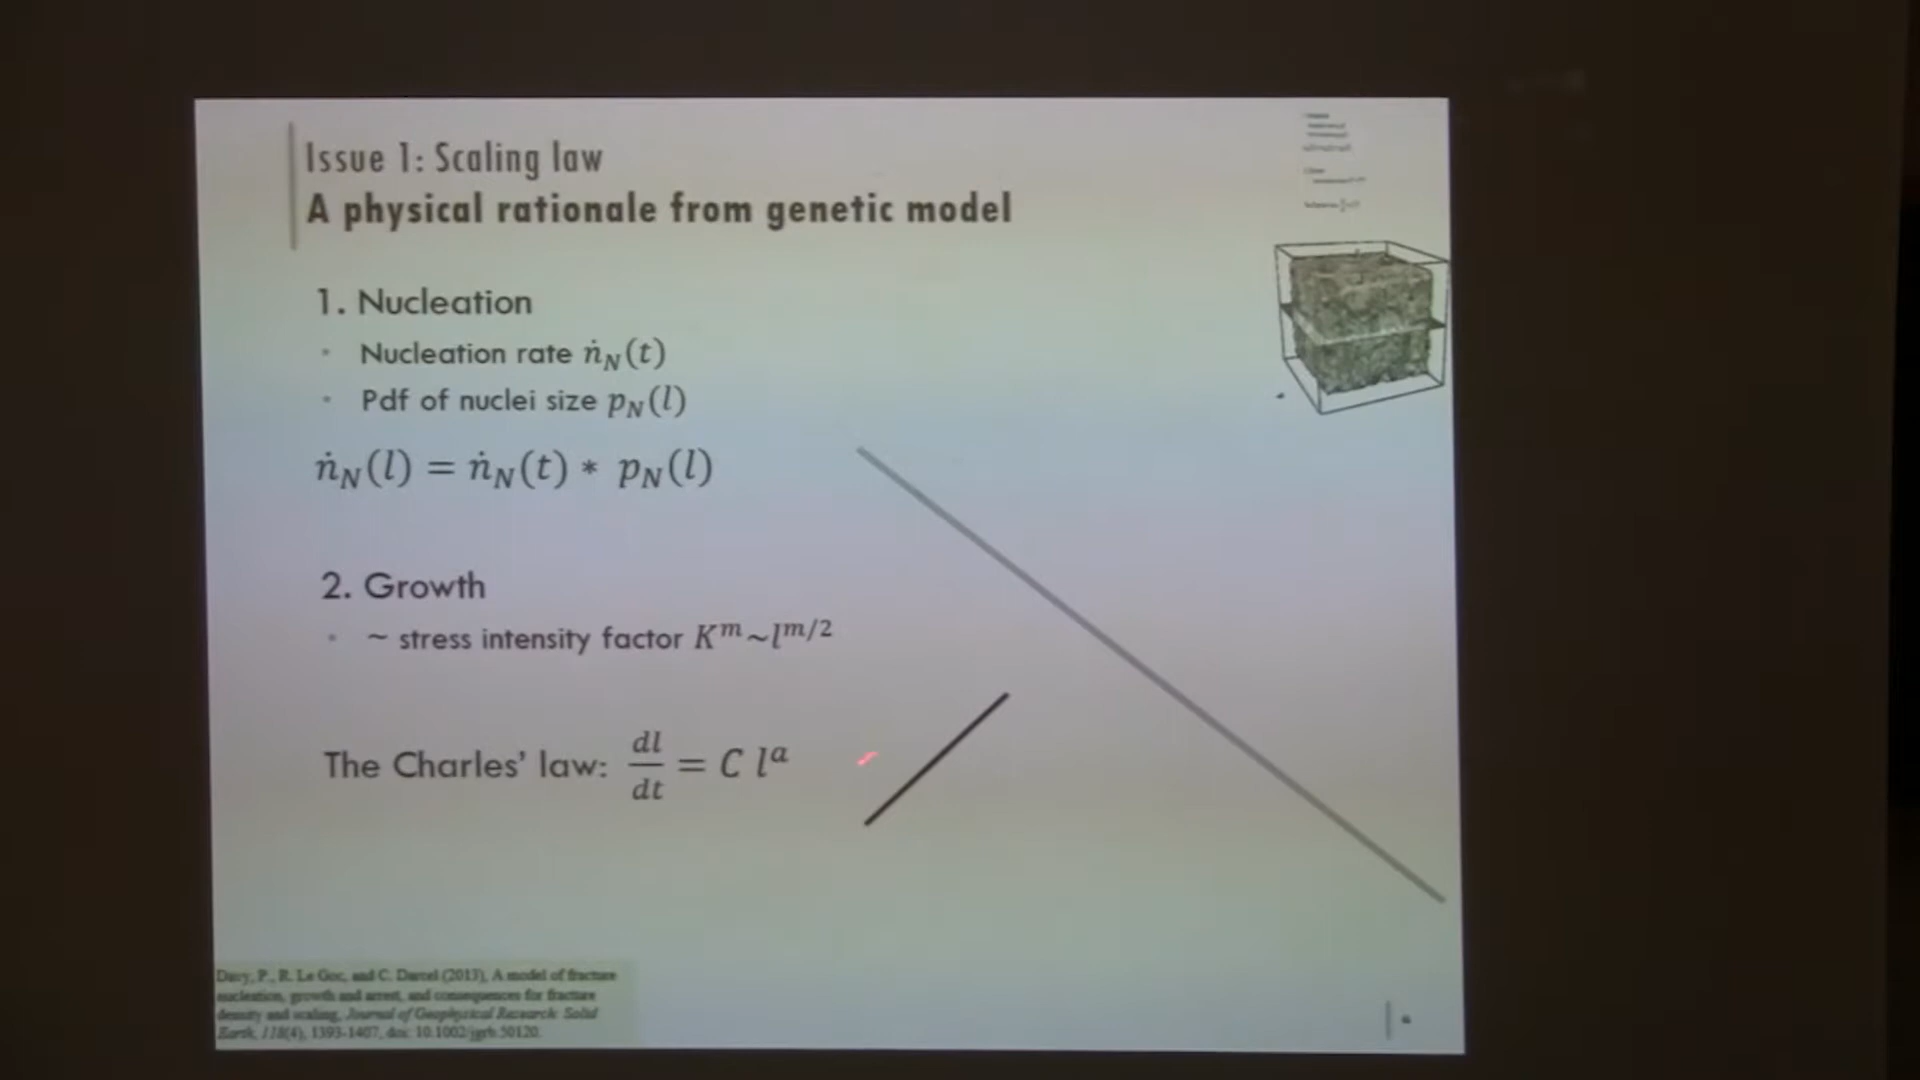 Issue 1: Scaling law
A physical rationale from genetic model
1. Nucleation
• Nucleation rate ṅ_N(t)
• Pdf of nuclei size p_N(l)
ṅ_N(l) = ṅ_N(t) * p_N(l)
2. Growth
• ~ stress intensity factor K^m~l^{m/2}
The Charles' law: dl/dt = C l^a
Davy, P., R. Le Goc, and C. Darcel (2013), A model of fracture
nucleation, growth and arrest, and consequences for fracture
density and scaling, Journal of Geophysical Research: Solid
Earth, 118(4), 1393-1407, doi: 10.1002/jgrb.50120.